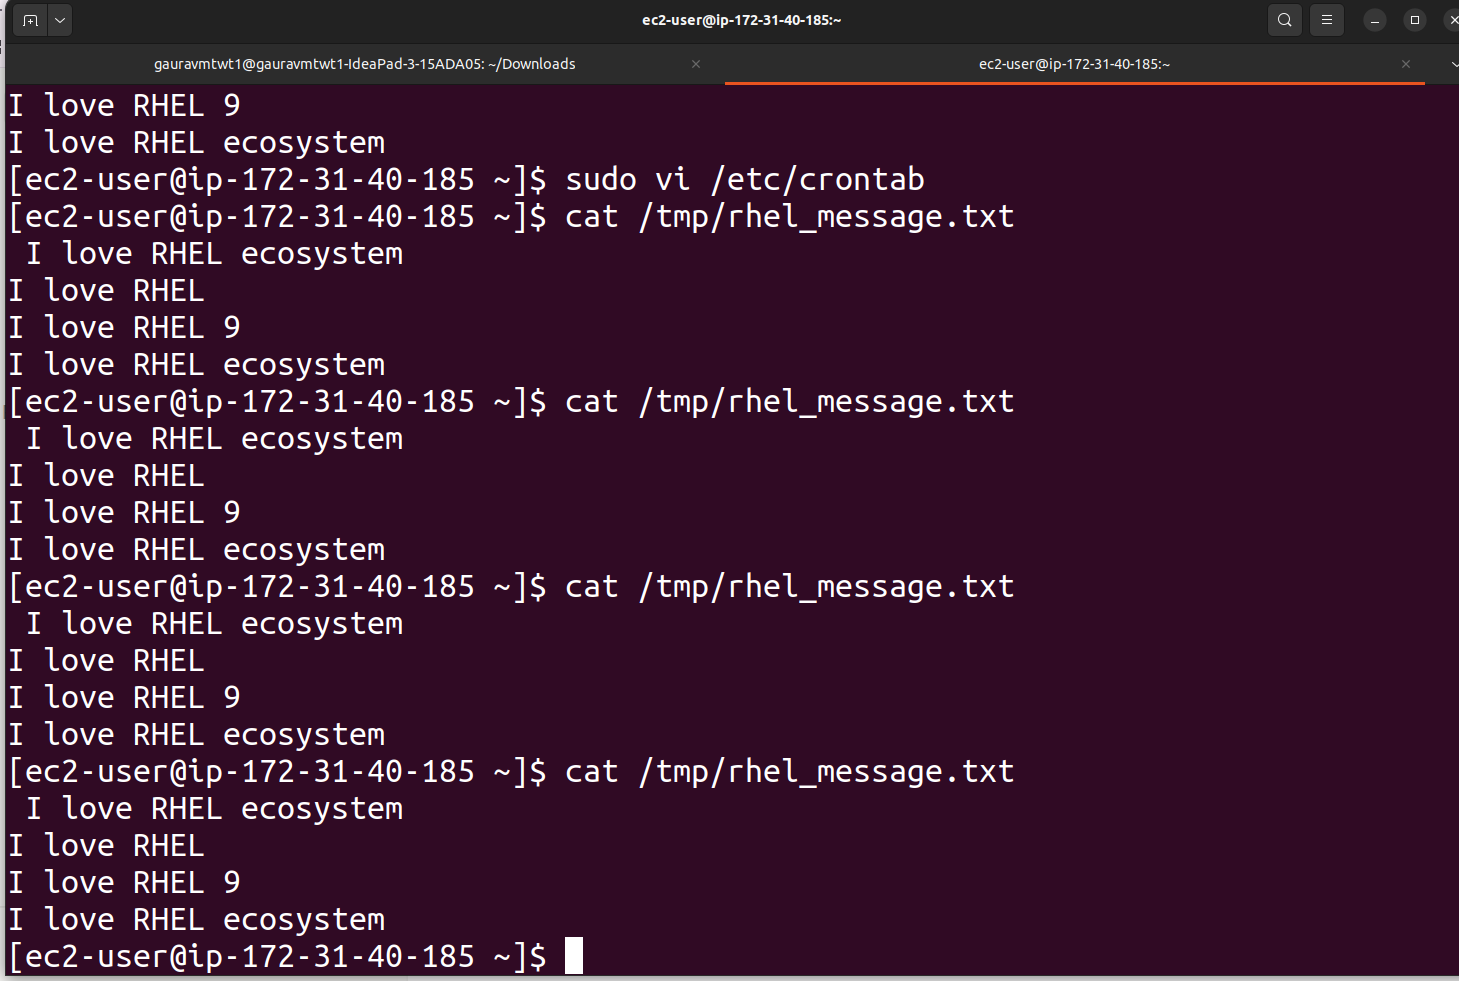 ec2-user@ip-172-31-40-185:~
gauravmtwt1@gauravmtwt1-IdeaPad-3-15ADA05: ~/Downloads
ec2-user@ip-172-31-40-185:~
I love RHEL 9
I love RHEL ecosystem
[ec2-user@ip-172-31-40-185 ~]$ sudo vi /etc/crontab
[ec2-user@ip-172-31-40-185 ~]$ cat /tmp/rhel_message.txt
 I love RHEL ecosystem
I love RHEL
I love RHEL 9
I love RHEL ecosystem
[ec2-user@ip-172-31-40-185 ~]$ cat /tmp/rhel_message.txt
 I love RHEL ecosystem
I love RHEL
I love RHEL 9
I love RHEL ecosystem
[ec2-user@ip-172-31-40-185 ~]$ cat /tmp/rhel_message.txt
 I love RHEL ecosystem
I love RHEL
I love RHEL 9
I love RHEL ecosystem
[ec2-user@ip-172-31-40-185 ~]$ cat /tmp/rhel_message.txt
 I love RHEL ecosystem
I love RHEL
I love RHEL 9
I love RHEL ecosystem
[ec2-user@ip-172-31-40-185 ~]$